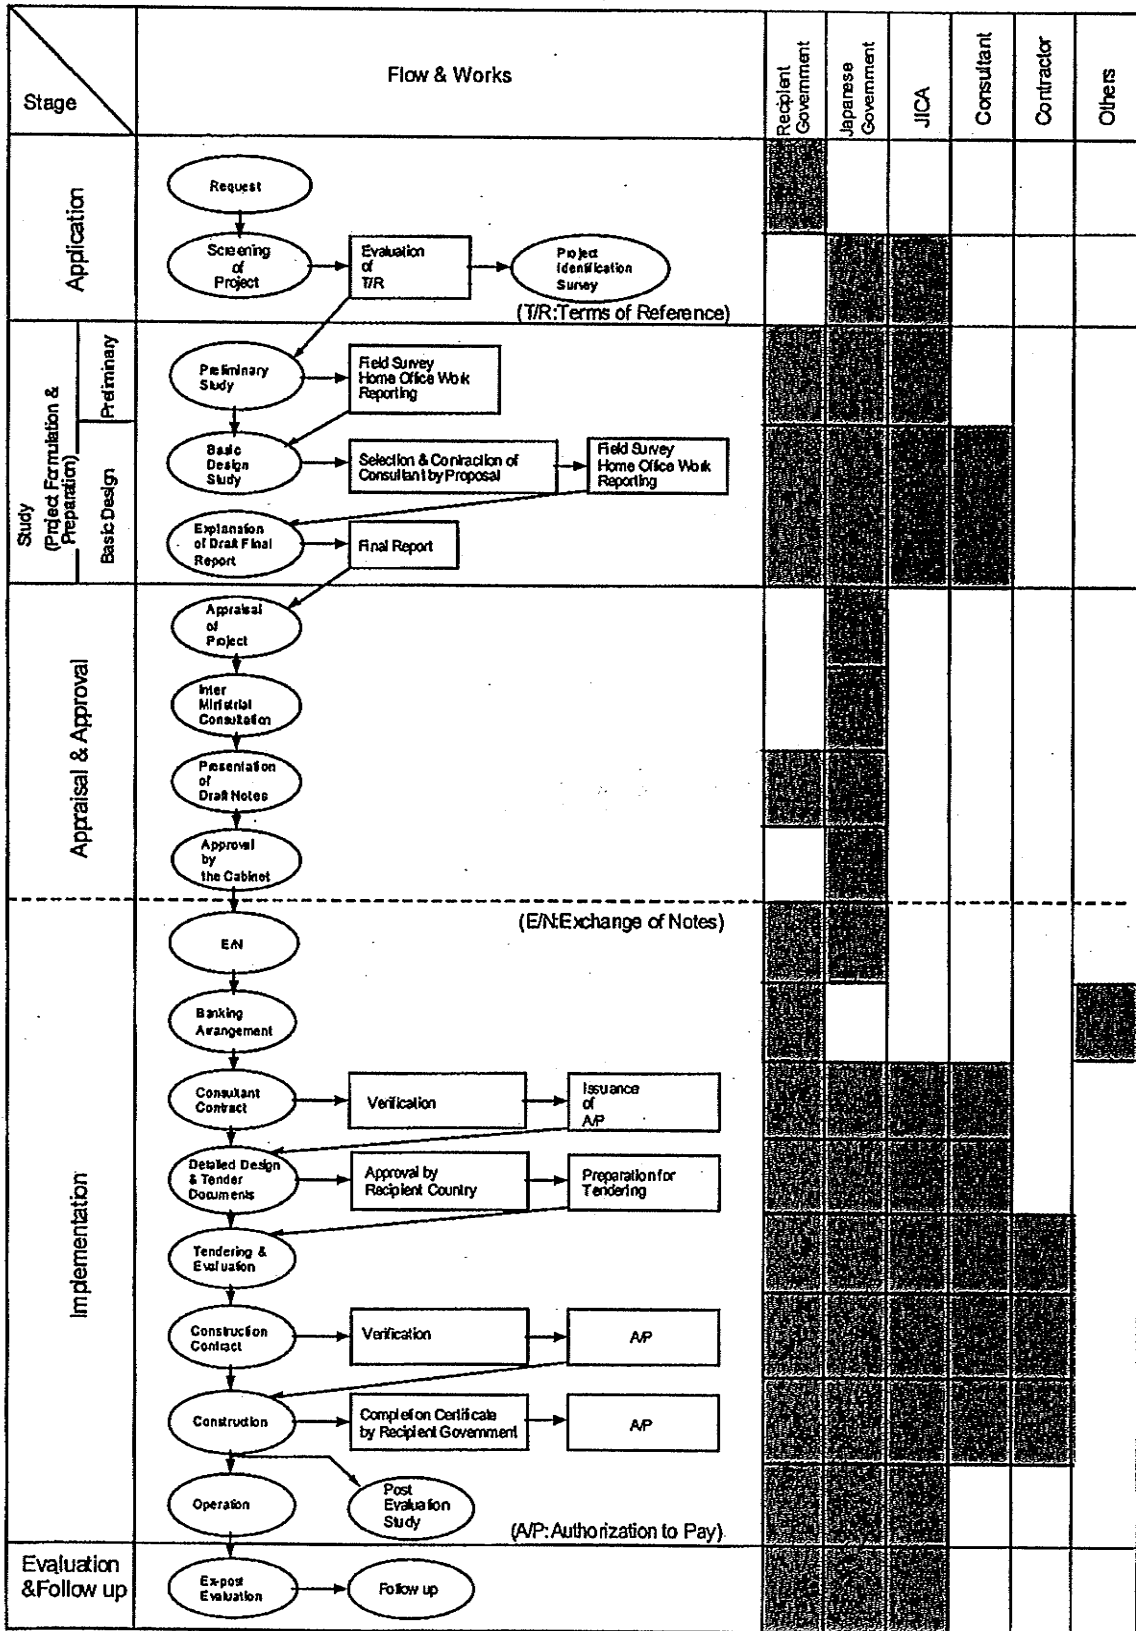 Stage
Flow & Works
Recipient
Government
Japanese
Government
JICA
Consultant
Contractor
Others
Application
Request
Screening
of
Project
Evaluation
of
T/R
Project
Identification
Survey
(T/R:Terms of Reference)
Study
(Project Formulation &
Preparation)
Preliminary
Preliminary
Study
Field Survey
Home Office Work
Reporting
Basic Design
Basic
Design
Study
Selection & Contraction of
Consultant by Proposal
Field Survey
Home Office Work
Reporting
Explanation
of Draft Final
Report
Final Report
Appraisal & Approval
Appraisal
of
Project
Inter
Ministrial
Consultation
Presentation
of
Draft Notes
Approval
by
the Cabinet
Implementation
(E/N:Exchange of Notes)
E/N
Banking
Arrangement
Consultant
Contract
Verification
Issuance
of
A/P
Detailed Design
& Tender
Documents
Approval by
Recipient Country
Preparation for
Tendering
Tendering &
Evaluation
Construction
Contract
Verification
A/P
Construction
Completion Certificate
by Recipient Government
A/P
Operation
Post
Evaluation
Study
(A/P:Authorization to Pay)
Evaluation
&Follow up
Ex-post
Evaluation
Follow up